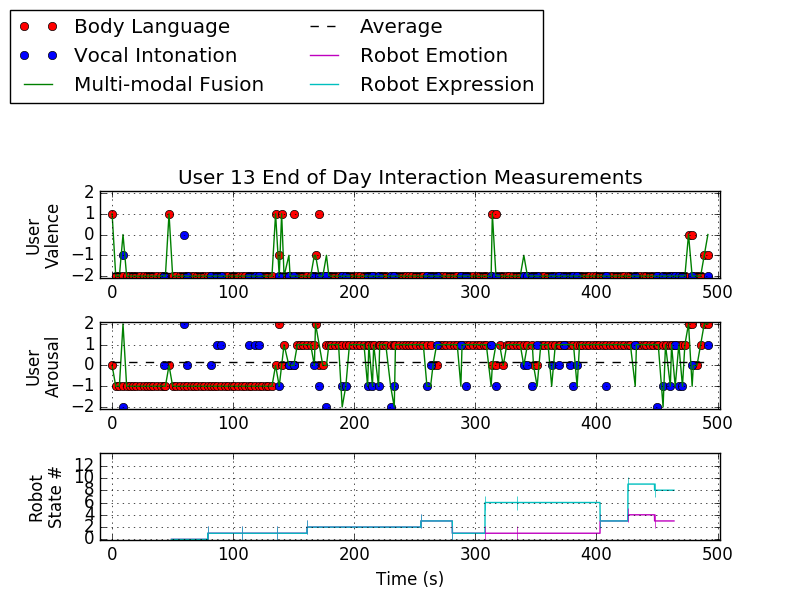 Body Language
Vocal Intonation
Multi-modal Fusion
Average
Robot Emotion
Robot Expression
User 13 End of Day Interaction Measurements
User
Valence
2
1
0
−1
−2
0 100 200 300 400 500
User
Arousal
2
1
0
−1
−2
0 100 200 300 400 500
Robot
State #
12
10
8
6
4
2
0
0 100 200 300 400 500
Time (s)